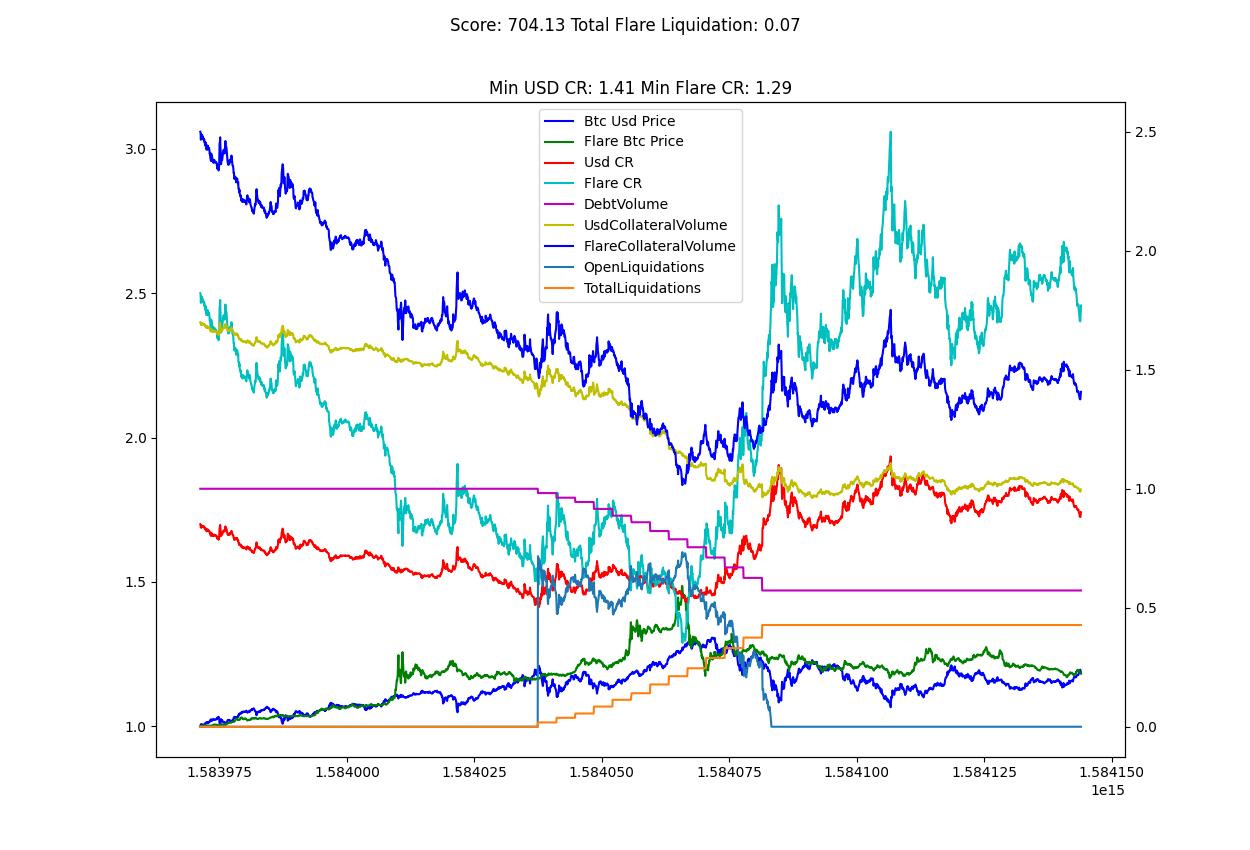 Score: 704.13 Total Flare Liquidation: 0.07
Min USD CR: 1.41 Min Flare CR: 1.29
Btc Usd Price
Flare Btc Price
Usd CR
Flare CR
DebtVolume
UsdCollateralVolume
FlareCollateralVolume
OpenLiquidations
TotalLiquidations
3.0
2.5
2.0
1.5
1.0
2.5
2.0
1.5
1.0
0.5
0.0
1.583975 1.584000 1.584025 1.584050 1.584075 1.584100 1.584125 1.584150
1e15